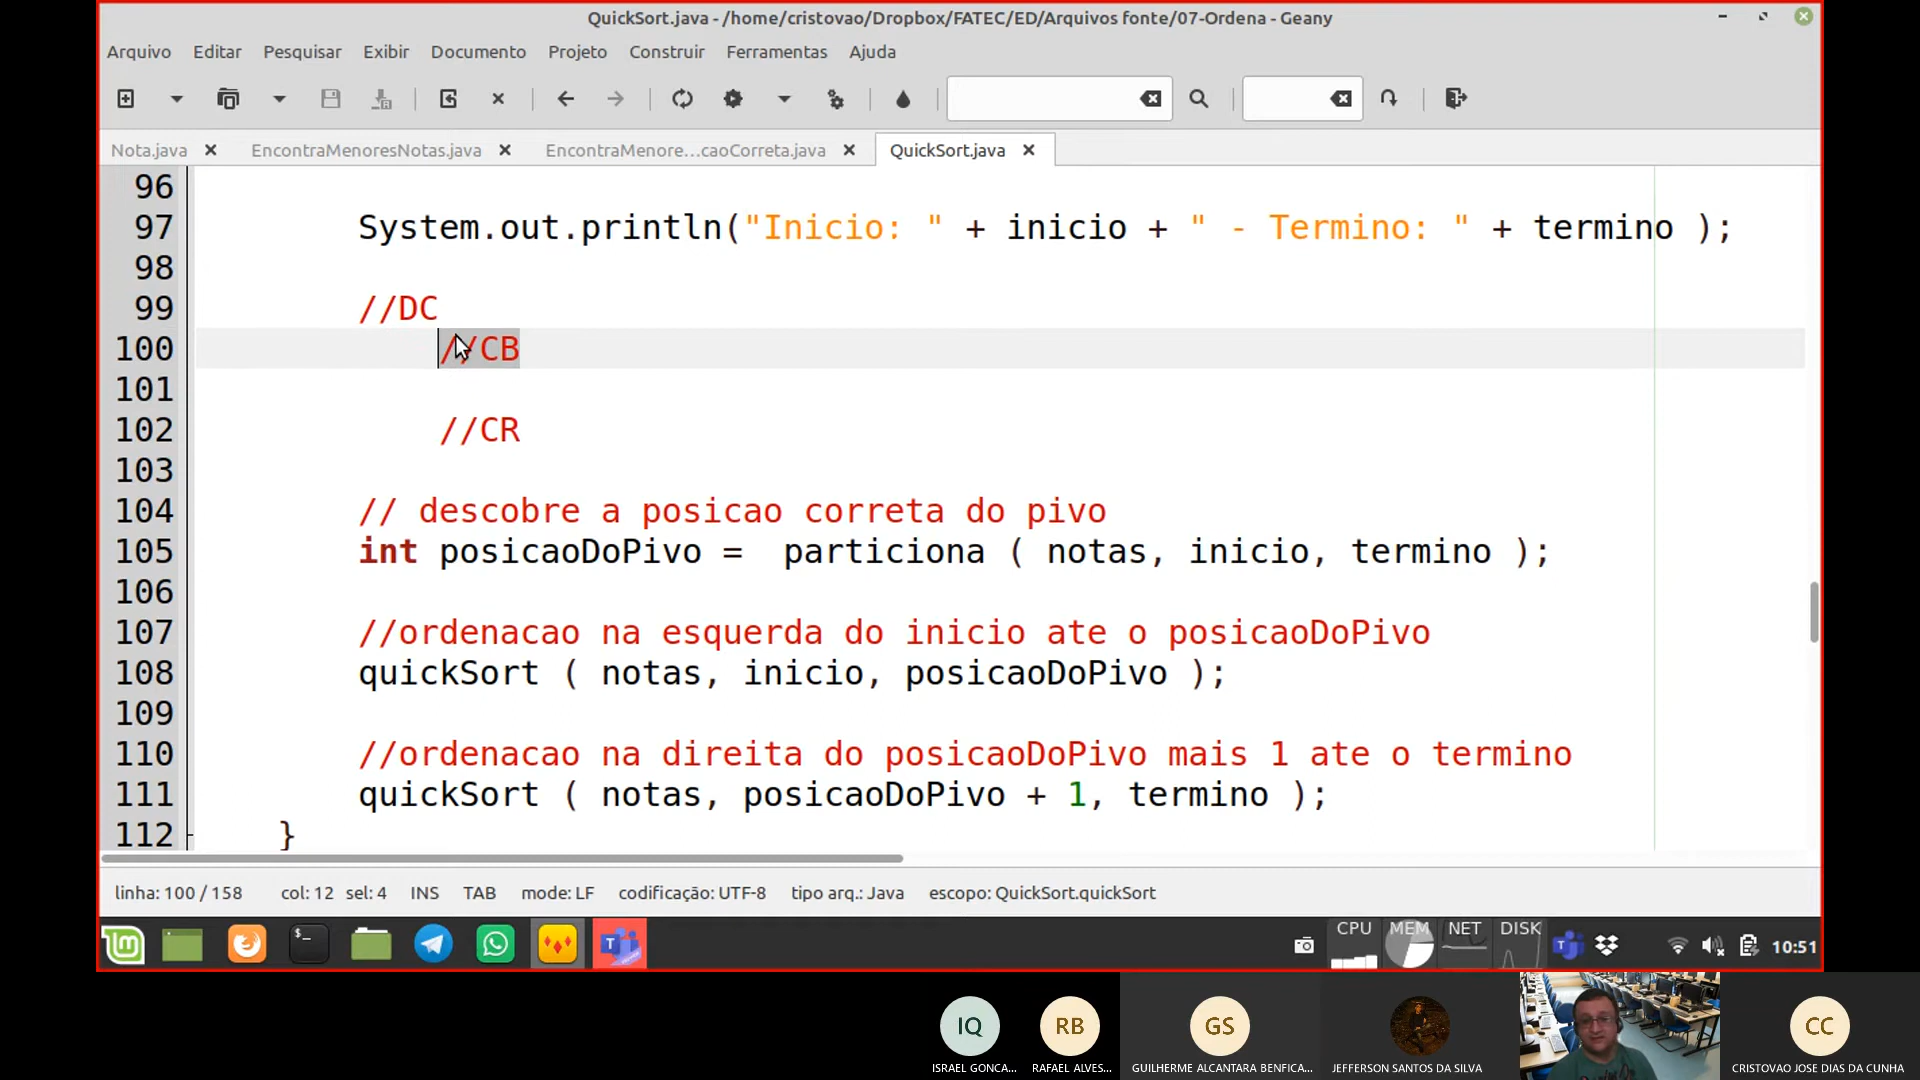 QuickSort.java - /home/cristovao/Dropbox/FATEC/ED/Arquivos fonte/07-Ordena - Geany
Arquivo Editar Pesquisar Exibir Documento Projeto Construir Ferramentas Ajuda
Nota.java EncontraMenoresNotas.java EncontraMenore...caoCorreta.java QuickSort.java
96
97 System.out.println("Inicio: " + inicio + " - Termino: " + termino );
98
99 //DC
100 //CB
101
102 //CR
103
104 // descobre a posicao correta do pivo
105 int posicaoDoPivo = particiona ( notas, inicio, termino );
106
107 //ordenacao na esquerda do inicio ate o posicaoDoPivo
108 quickSort ( notas, inicio, posicaoDoPivo );
109
110 //ordenacao na direita do posicaoDoPivo mais 1 ate o termino
111 quickSort ( notas, posicaoDoPivo + 1, termino );
112 }
linha: 100 / 158 col: 12 sel: 4 INS TAB mode: LF codificação: UTF-8 tipo arq.: Java escopo: QuickSort.quickSort
CPU MEM NET DISK 10:51
IQ RB GS CC
ISRAEL GONCA... RAFAEL ALVES... GUILHERME ALCANTARA BENFICA... JEFFERSON SANTOS DA SILVA CRISTOVAO JOSE DIAS DA CUNHA